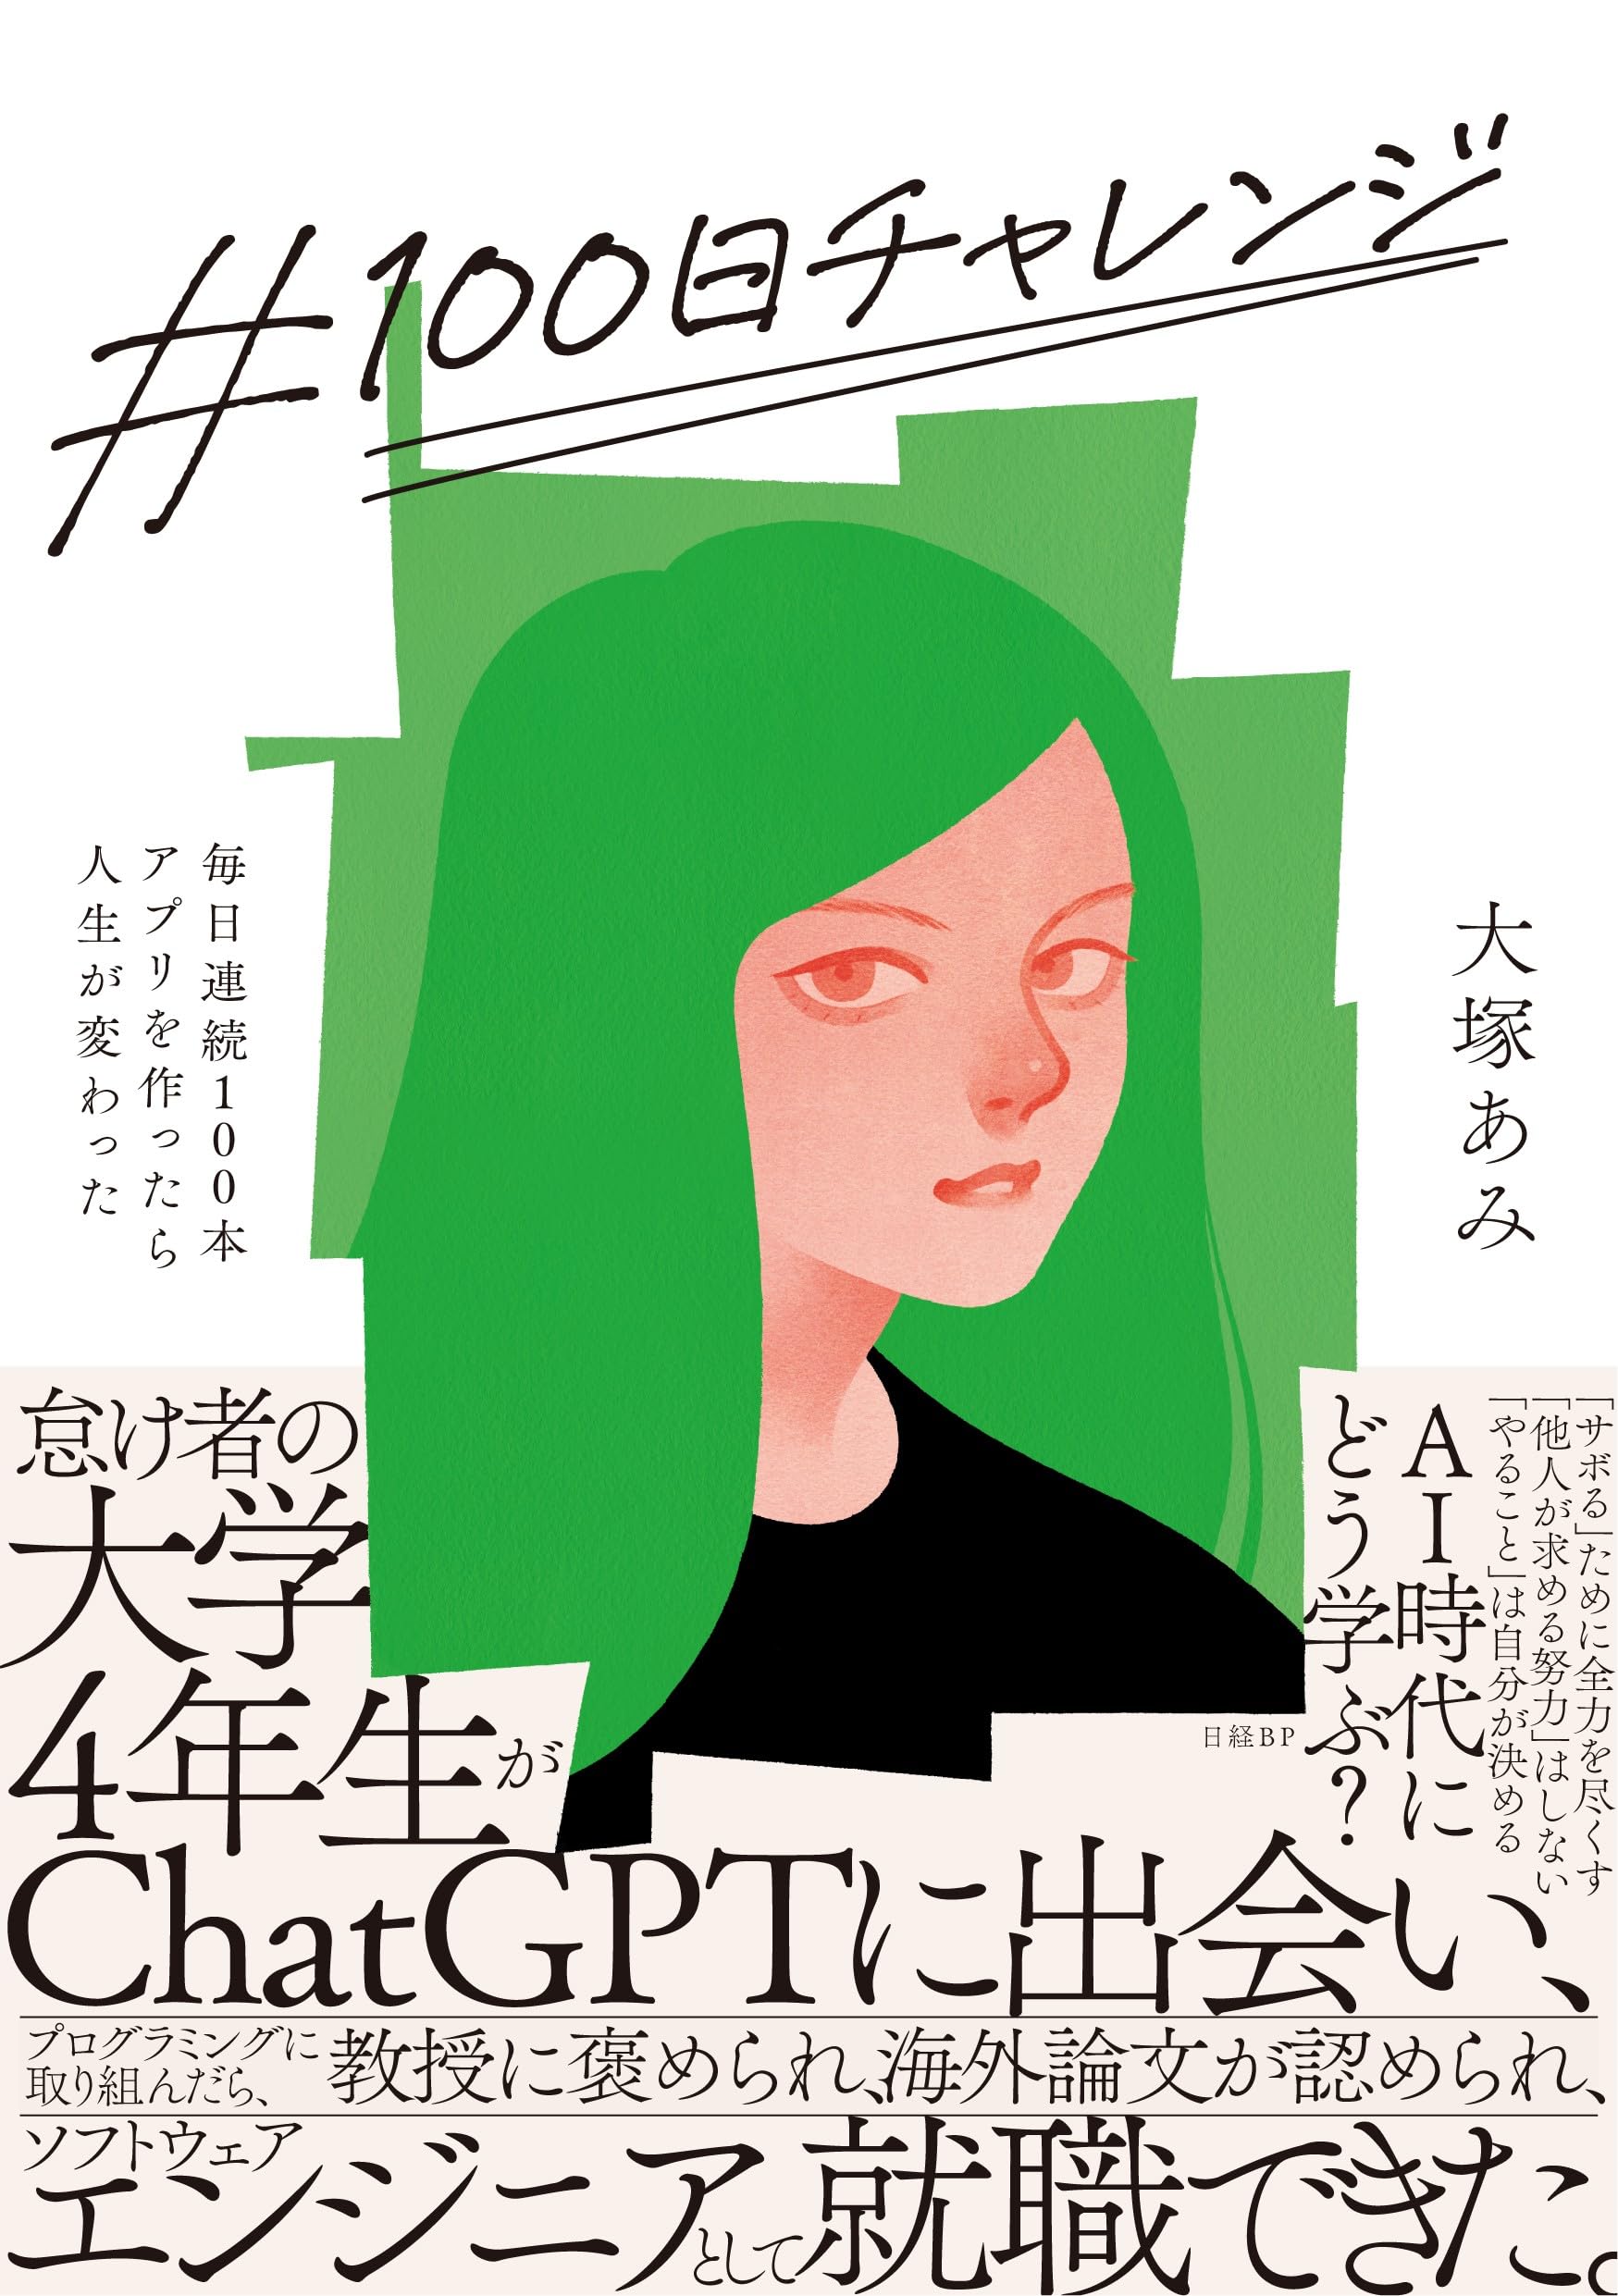 #100日チャレンジ
毎日連続100本
アプリを作ったら
人生が変わった
大塚あみ
「サボる」ために全力を尽くす
「他人が求める努力」はしない
「やること」は自分が決める
AI時代に
どう学ぶ?
日経BP
怠け者の
大学
4年生が
ChatGPTに出会い、
プログラミングに
取り組んだら、
教授に褒められ、海外論文が認められ、
ソフトウェア
エンジニアとして就職できた。